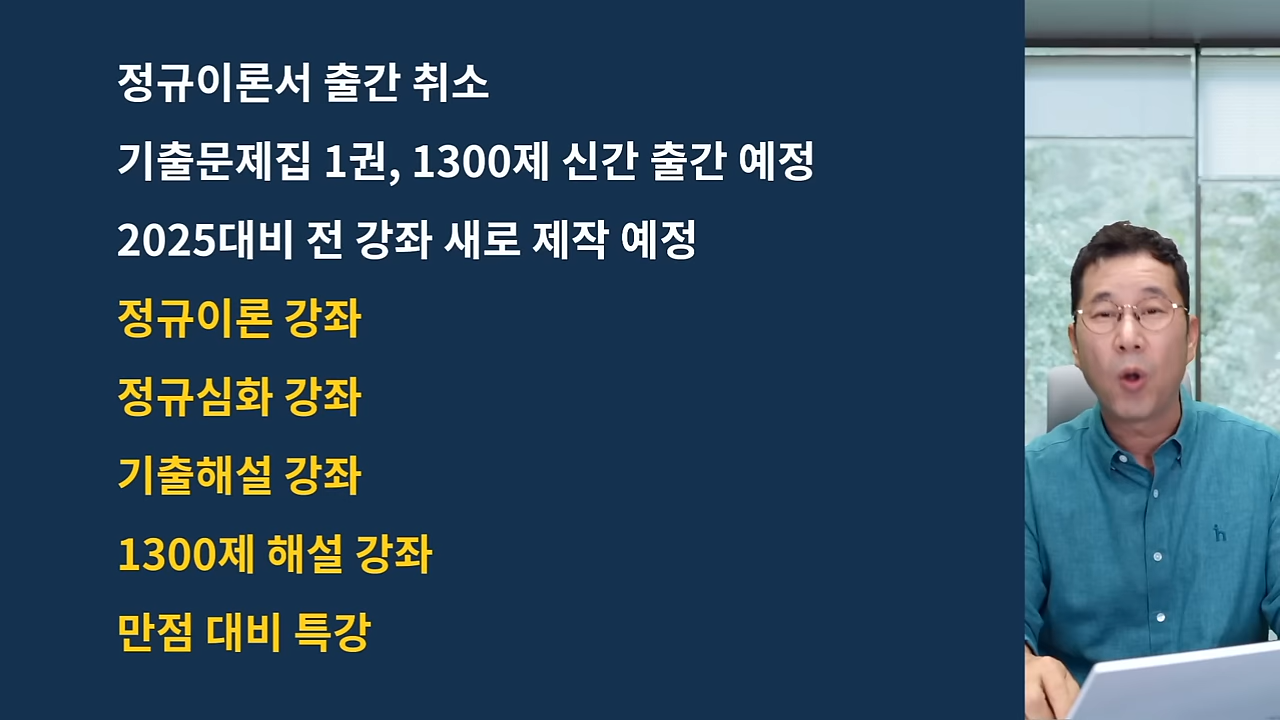 정규이론서 출간 취소
기출문제집 1권, 1300제 신간 출간 예정
2025대비 전 강좌 새로 제작 예정
정규이론 강좌
정규심화 강좌
기출해설 강좌
1300제 해설 강좌
만점 대비 특강